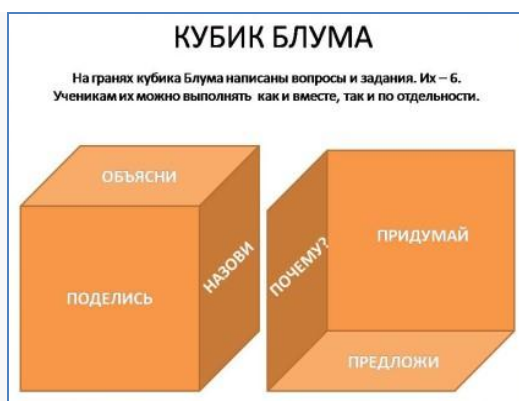 КУБИК БЛУМА
На гранях кубика Блума написаны вопросы и задания. Их – 6.
Ученикам их можно выполнять как и вместе, так и по отдельности.
ОБЪЯСНИ
ПОДЕЛИСЬ
НАЗОВИ
ПОЧЕМУ?
ПРИДУМАЙ
ПРЕДЛОЖИ